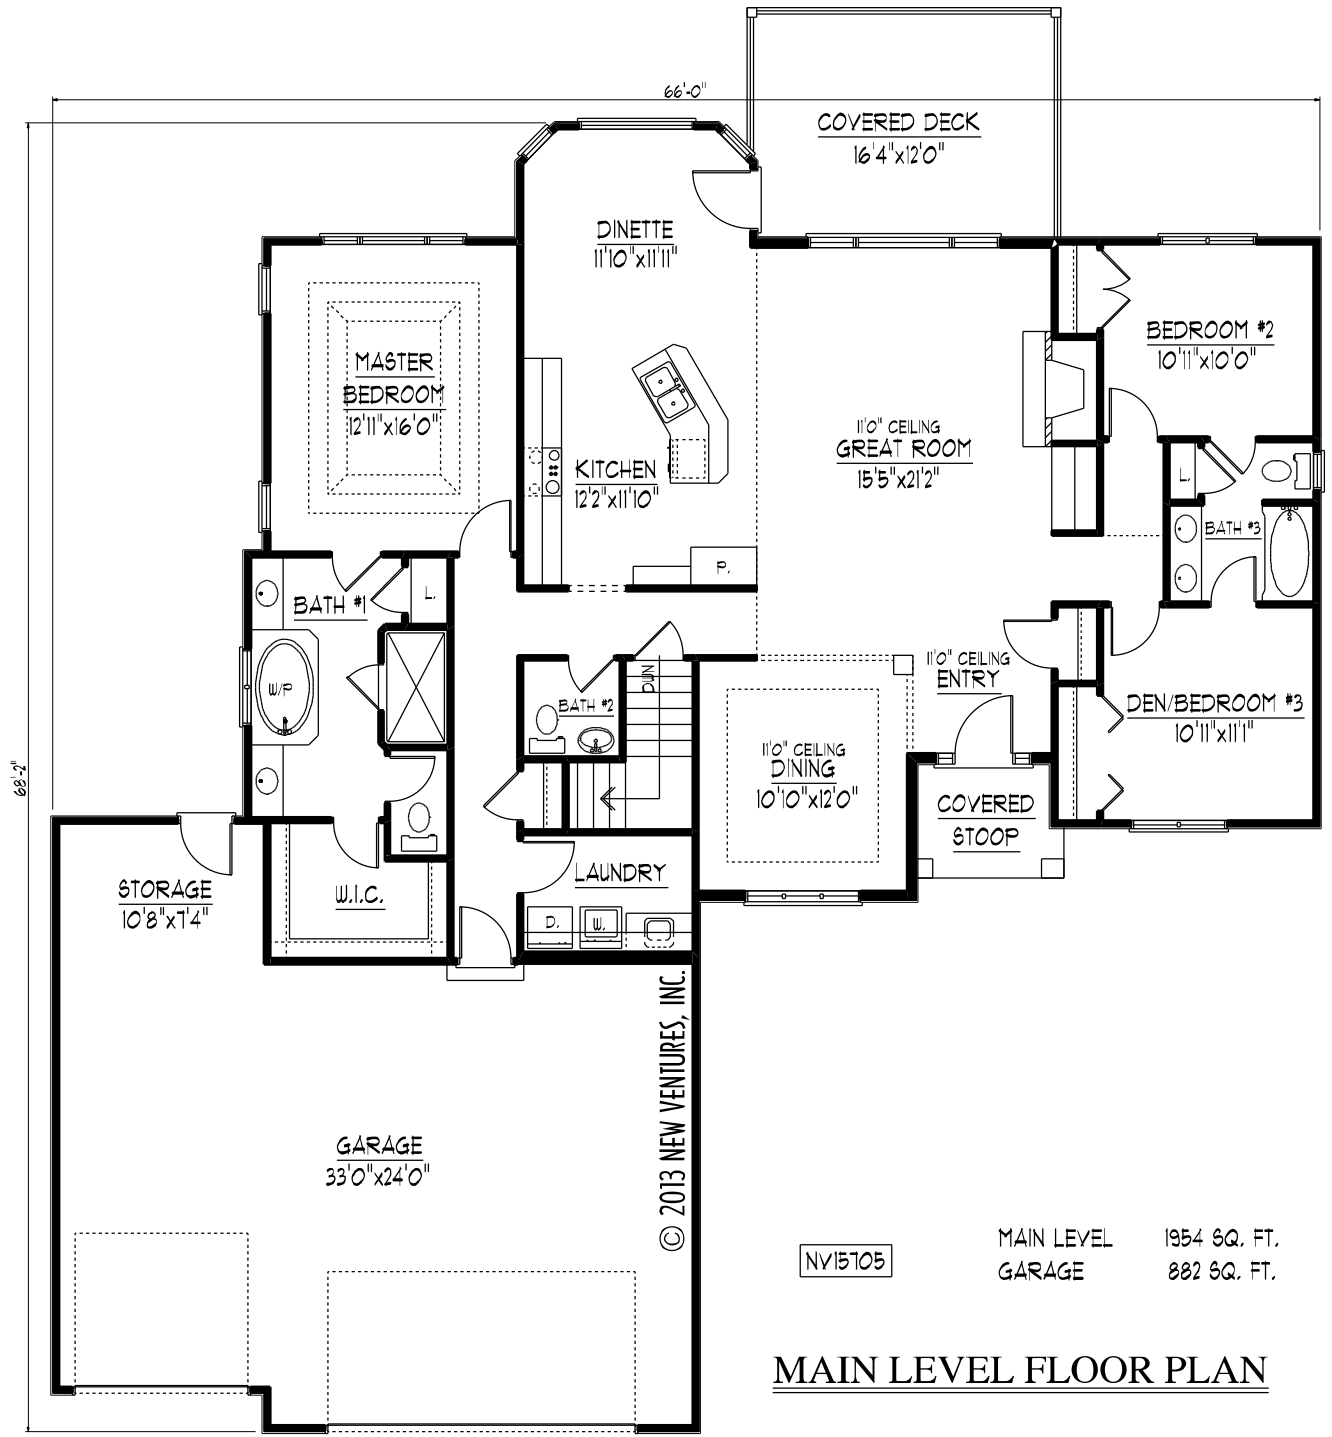 66'-0"
COVERED DECK
16'4"x12'0"
DINETTE
11'10"x11'11"
MASTER
BEDROOM
12'11"x16'0"
BEDROOM #2
10'11"x10'0"
11'0" CEILING
GREAT ROOM
15'5"x21'2"
KITCHEN
12'2"x11'10"
L.
BATH #3
P.
BATH #1
L.
W/P
DWN
BATH #2
11'0" CEILING
ENTRY
DEN/BEDROOM #3
10'11"x11'1"
11'0" CEILING
DINING
10'10"x12'0"
68'-2"
COVERED
STOOP
STORAGE
10'8"x7'4"
W.I.C.
LAUNDRY
D.
W.
© 2013 NEW VENTURES, INC.
GARAGE
33'0"x24'0"
NV15705
MAIN LEVEL 1954 SQ. FT.
GARAGE 882 SQ. FT.
MAIN LEVEL FLOOR PLAN